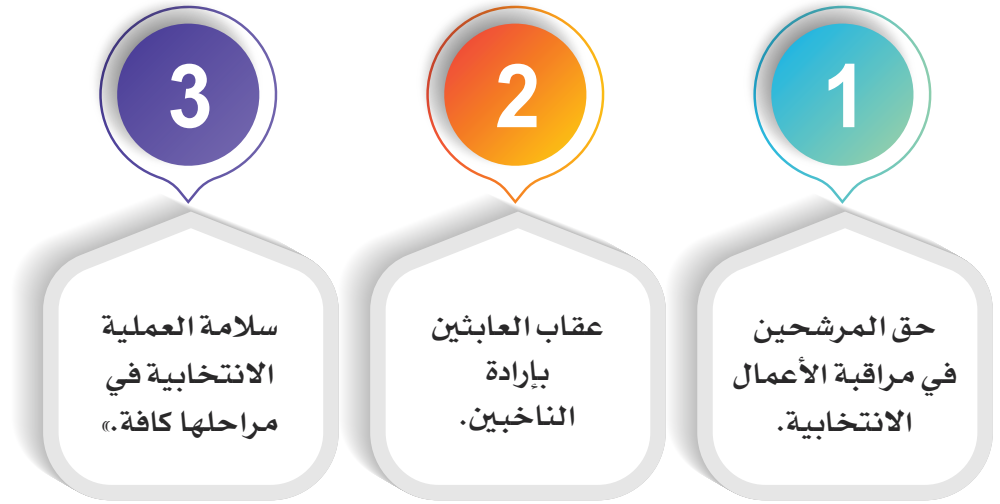 1
حق المرشحين
في مراقبة الأعمال
الانتخابية.
2
عقاب العابثين
بإرادة
الناخبين.
3
سلامة العملية
الانتخابية في
مراحلها كافة.»